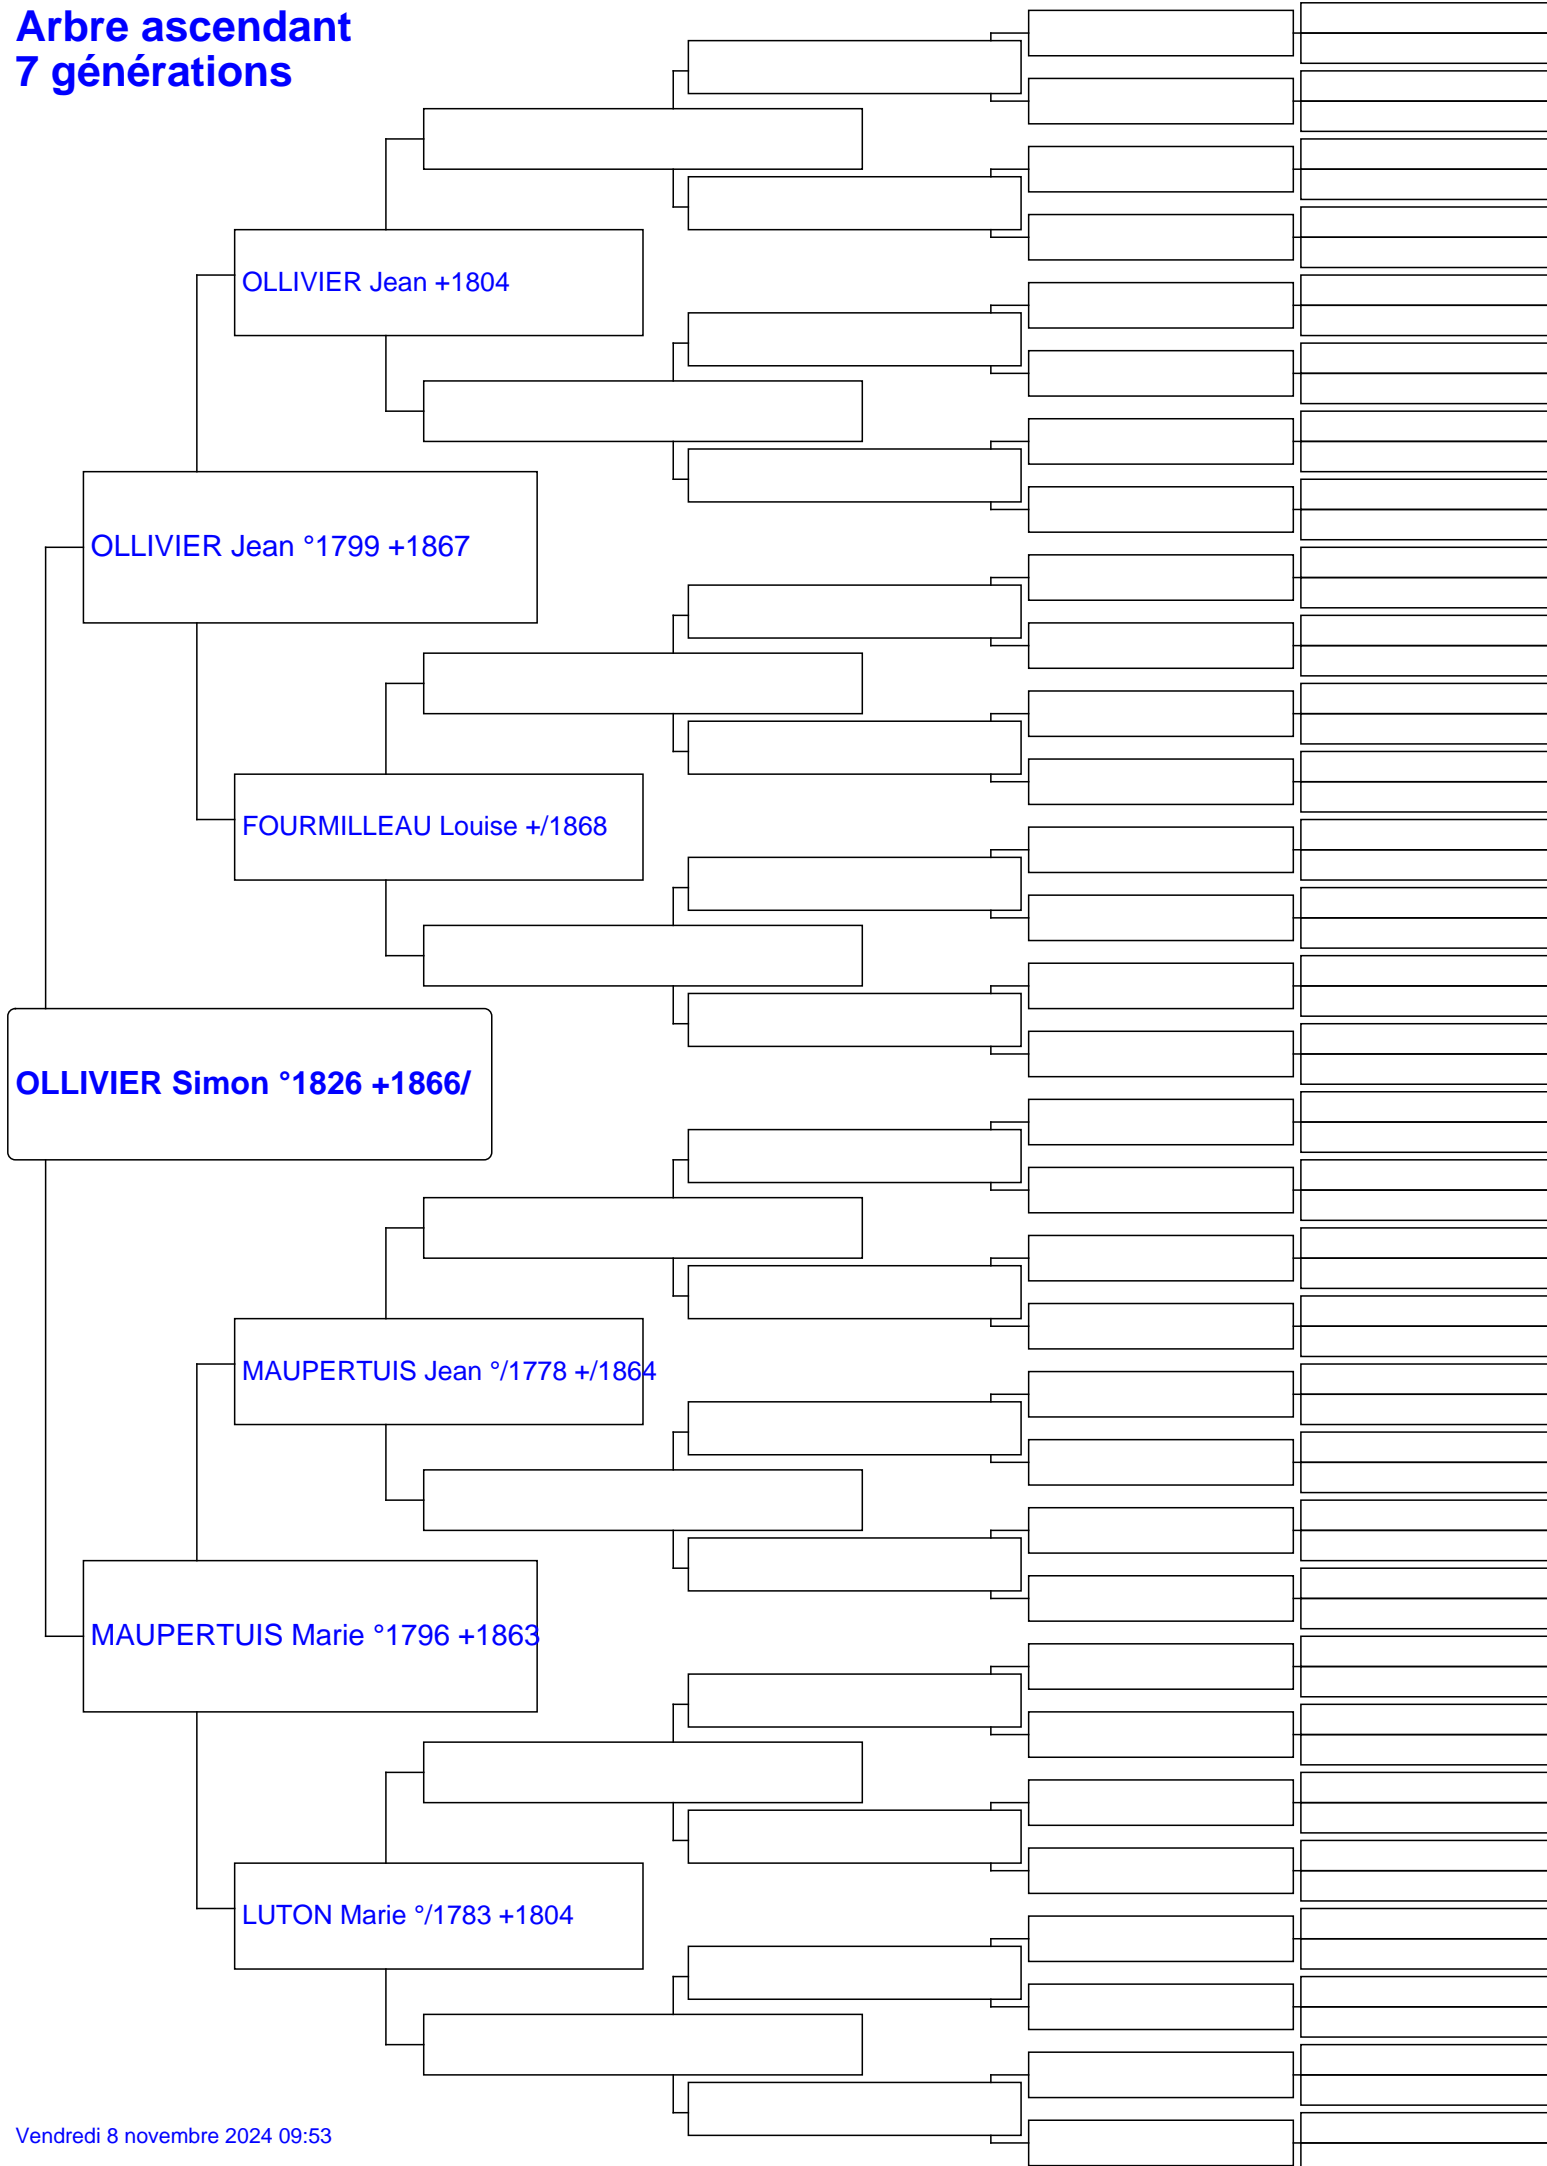 Arbre ascendant
7 générations
OLLIVIER Jean +1804
OLLIVIER Jean °1799 +1867
FOURMILLEAU Louise +/1868
OLLIVIER Simon °1826 +1866/
MAUPERTUIS Jean °/1778 +/1864
MAUPERTUIS Marie °1796 +1863
LUTON Marie °/1783 +1804
Vendredi 8 novembre 2024 09:53